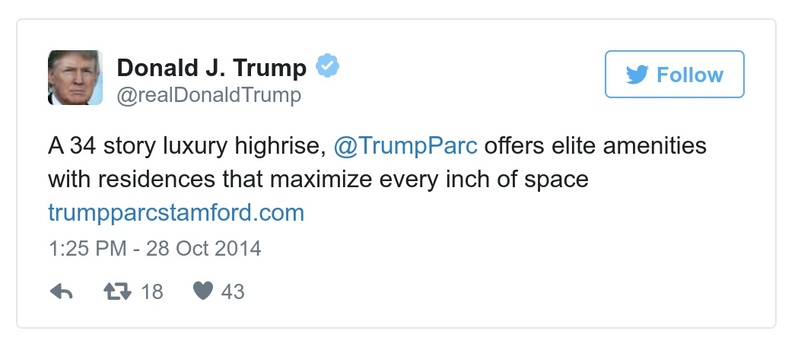 Donald J. Trump
@realDonaldTrump
Follow
A 34 story luxury highrise, @TrumpParc offers elite amenities
with residences that maximize every inch of space
trumpparcstamford.com
1:25 PM - 28 Oct 2014
18 43